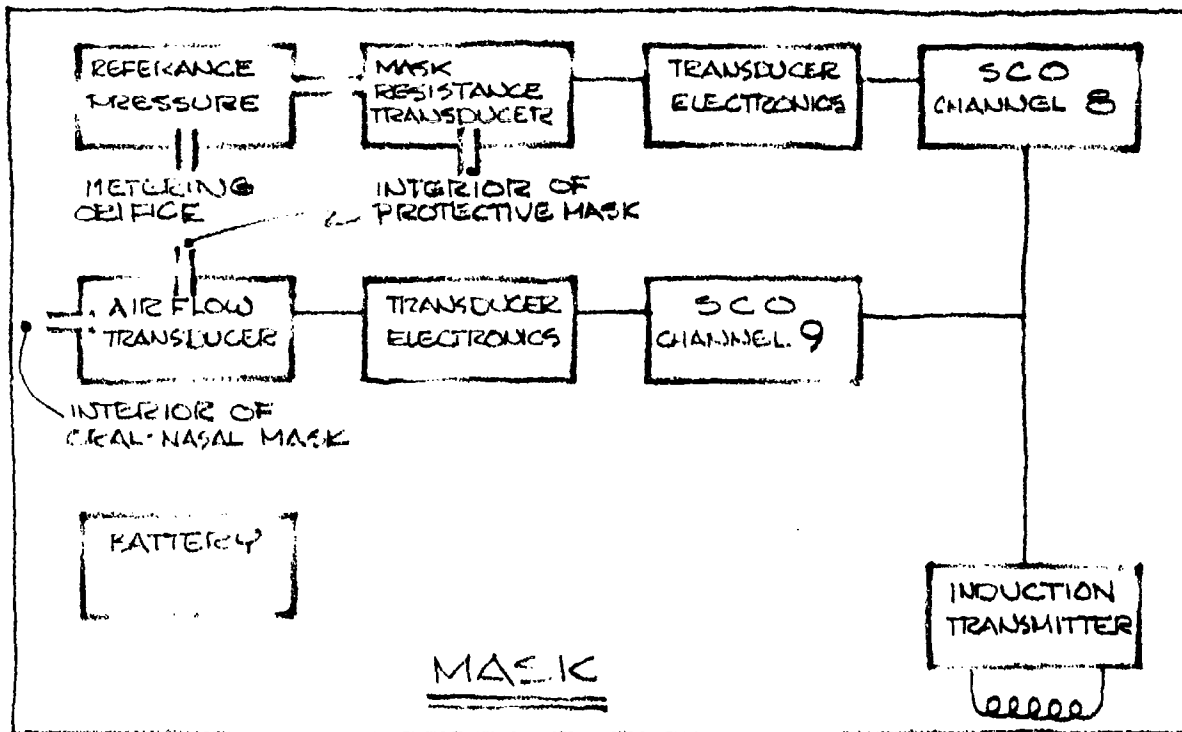 REFERANCE
PRESSURE
MASK
RESISTANCE
TRANSDUCER
TRANSDUCER
ELECTRONICS
SCO
CHANNEL 8
METERING
ORIFICE
INTERIOR OF
PROTECTIVE MASK
AIR FLOW
TRANSDUCER
TRANSDUCER
ELECTRONICS
SCO
CHANNEL. 9
INTERIOR OF
ORAL-NASAL MASK
BATTERY
INDUCTION
TRANSMITTER
MASK